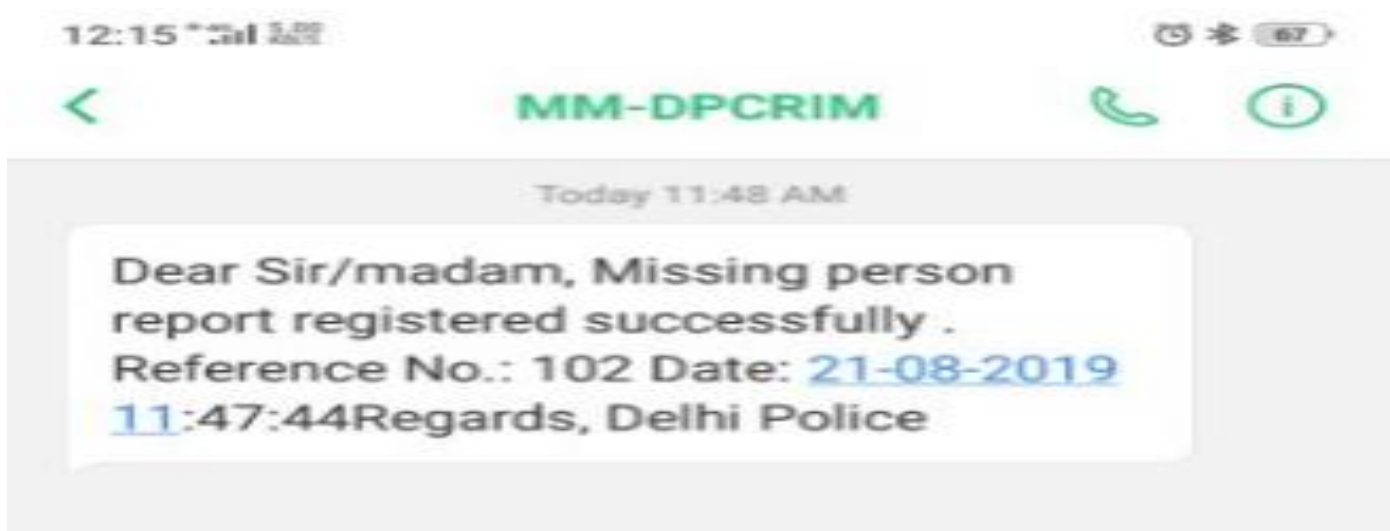 12:15
67
MM-DPCRIM
Today 11:48 AM
Dear Sir/madam, Missing person
report registered successfully .
Reference No.: 102 Date: 21-08-2019
11:47:44Regards, Delhi Police